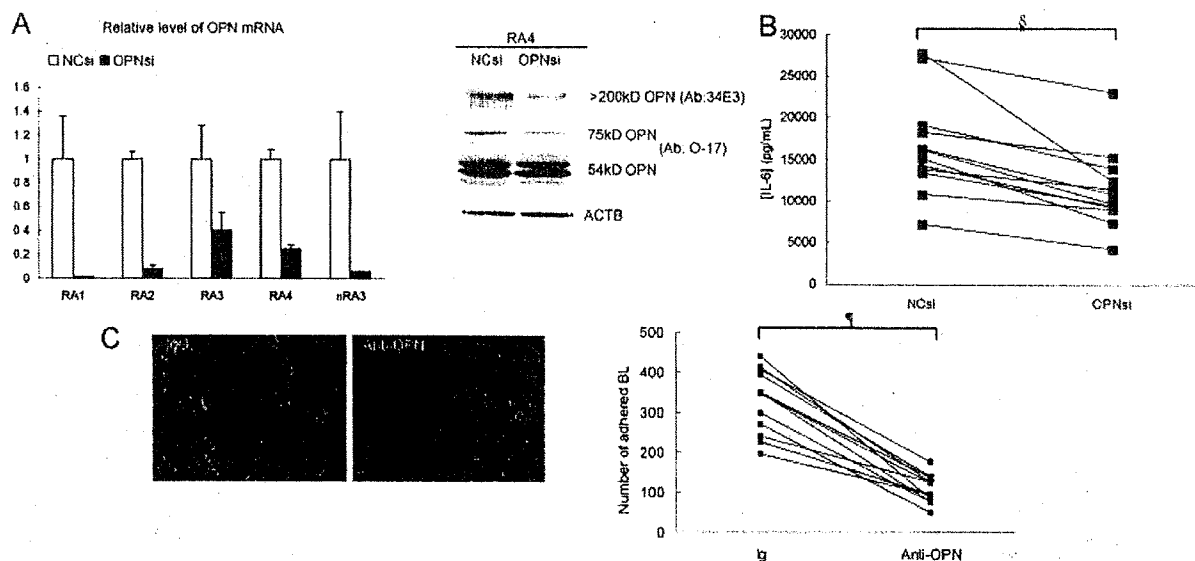 A
Relative level of OPN mRNA
NCsi OPNsi
1.6
1.4
1.2
1
0.8
0.6
0.4
0.2
0
RA1 RA2 RA3 RA4 nRA3
RA4
NCsi OPNsi
>200kD OPN (Ab:34E3)
75kD OPN
(Ab: O-17)
54kD OPN
ACTB
B
§
[IL-6] (pg/mL)
30000
25000
20000
15000
10000
5000
0
NCsi OPNsi
C
Anti-OPN
¶
Number of adhered BL
500
400
300
200
100
0
Ig Anti-OPN